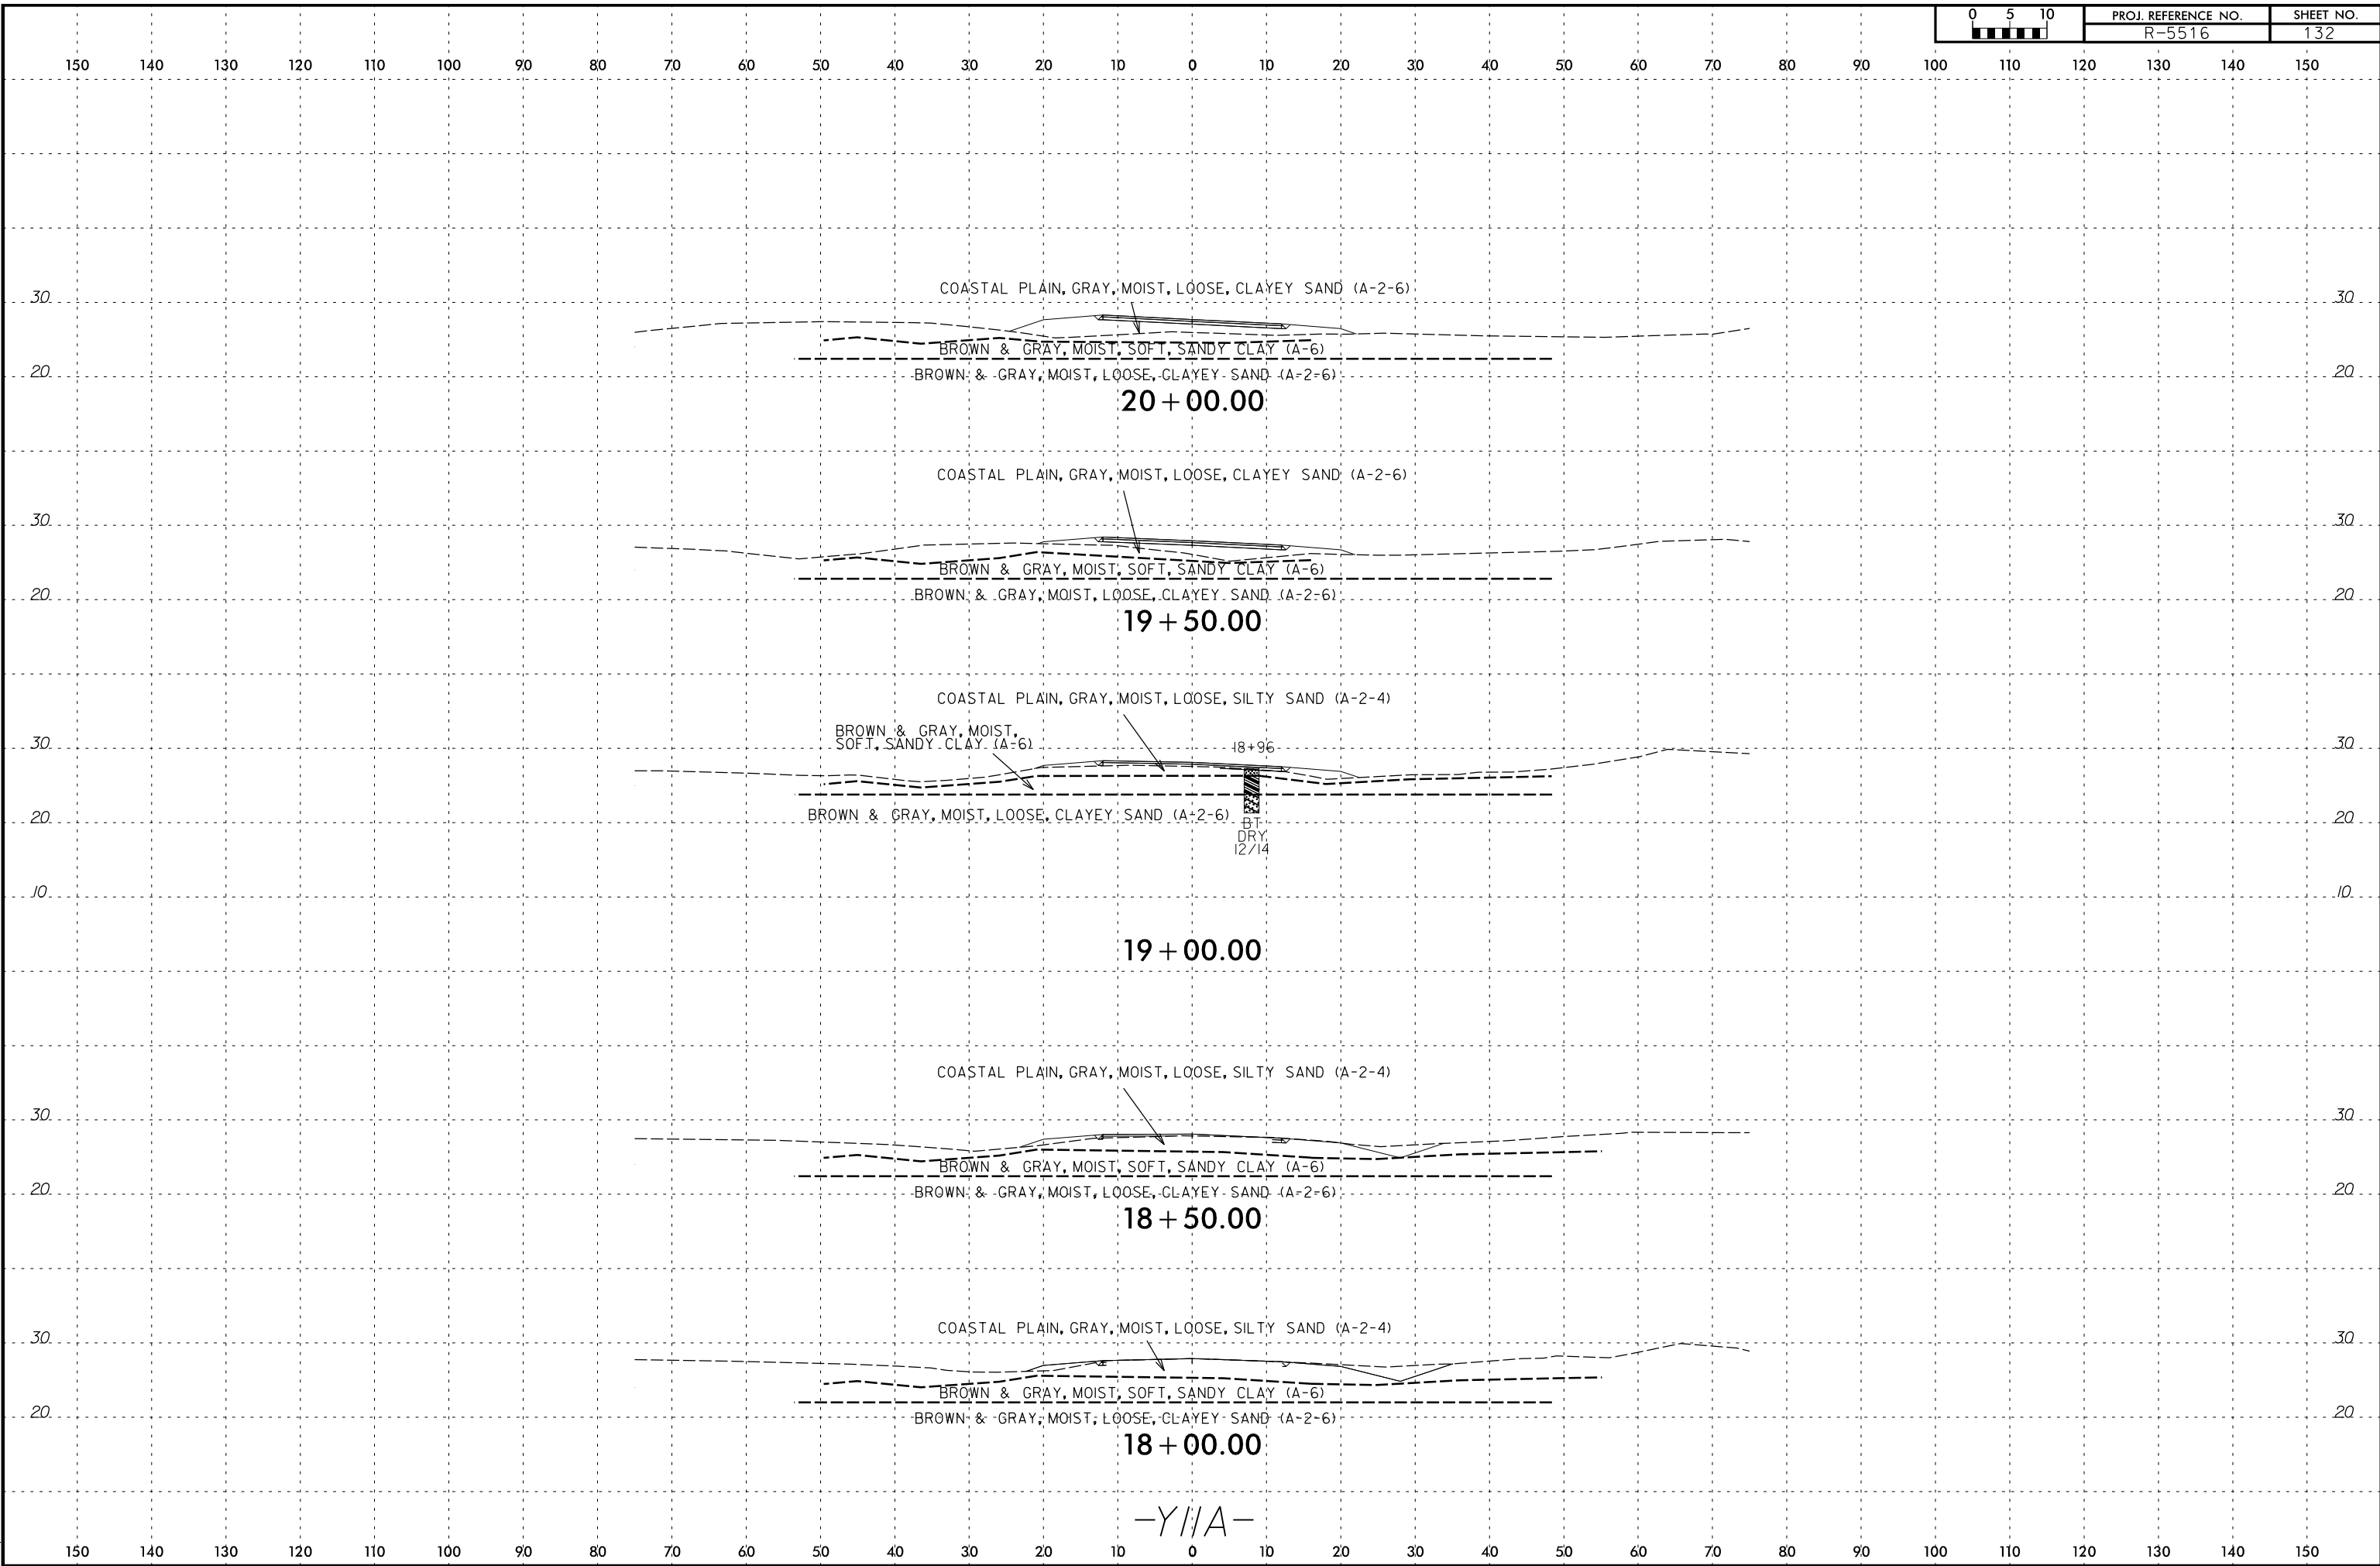 0 5 10
PROJ. REFERENCE NO. SHEET NO.
R-5516 132
150 140 130 120 110 100 90 80 70 60 50 40 30 20 10 0 10 20 30 40 50 60 70 80 90 100 110 120 130 140 150
COASTAL PLAIN, GRAY, MOIST, LOOSE, CLAYEY SAND (A-2-6)
30 30
BROWN & GRAY, MOIST, SOFT, SANDY CLAY (A-6)
BROWN & GRAY, MOIST, LOOSE, CLAYEY SAND (A-2-6)
20 20
20+00.00
COASTAL PLAIN, GRAY, MOIST, LOOSE, CLAYEY SAND (A-2-6)
30 30
BROWN & GRAY, MOIST, SOFT, SANDY CLAY (A-6)
BROWN & GRAY, MOIST, LOOSE, CLAYEY SAND (A-2-6)
20 20
19+50.00
COASTAL PLAIN, GRAY, MOIST, LOOSE, SILTY SAND (A-2-4)
BROWN & GRAY, MOIST,
SOFT, SANDY CLAY (A-6)
30 18+96 30
BROWN & GRAY, MOIST, LOOSE, CLAYEY SAND (A-2-6)
20 BT 20
DRY
12/14
10 10
19+00.00
COASTAL PLAIN, GRAY, MOIST, LOOSE, SILTY SAND (A-2-4)
30 30
BROWN & GRAY, MOIST, SOFT, SANDY CLAY (A-6)
BROWN & GRAY, MOIST, LOOSE, CLAYEY SAND (A-2-6)
20 20
18+50.00
COASTAL PLAIN, GRAY, MOIST, LOOSE, SILTY SAND (A-2-4)
30 30
BROWN & GRAY, MOIST, SOFT, SANDY CLAY (A-6)
BROWN & GRAY, MOIST, LOOSE, CLAYEY SAND (A-2-6)
20 20
18+00.00
-Y11A-
150 140 130 120 110 100 90 80 70 60 50 40 30 20 10 0 10 20 30 40 50 60 70 80 90 100 110 120 130 140 150